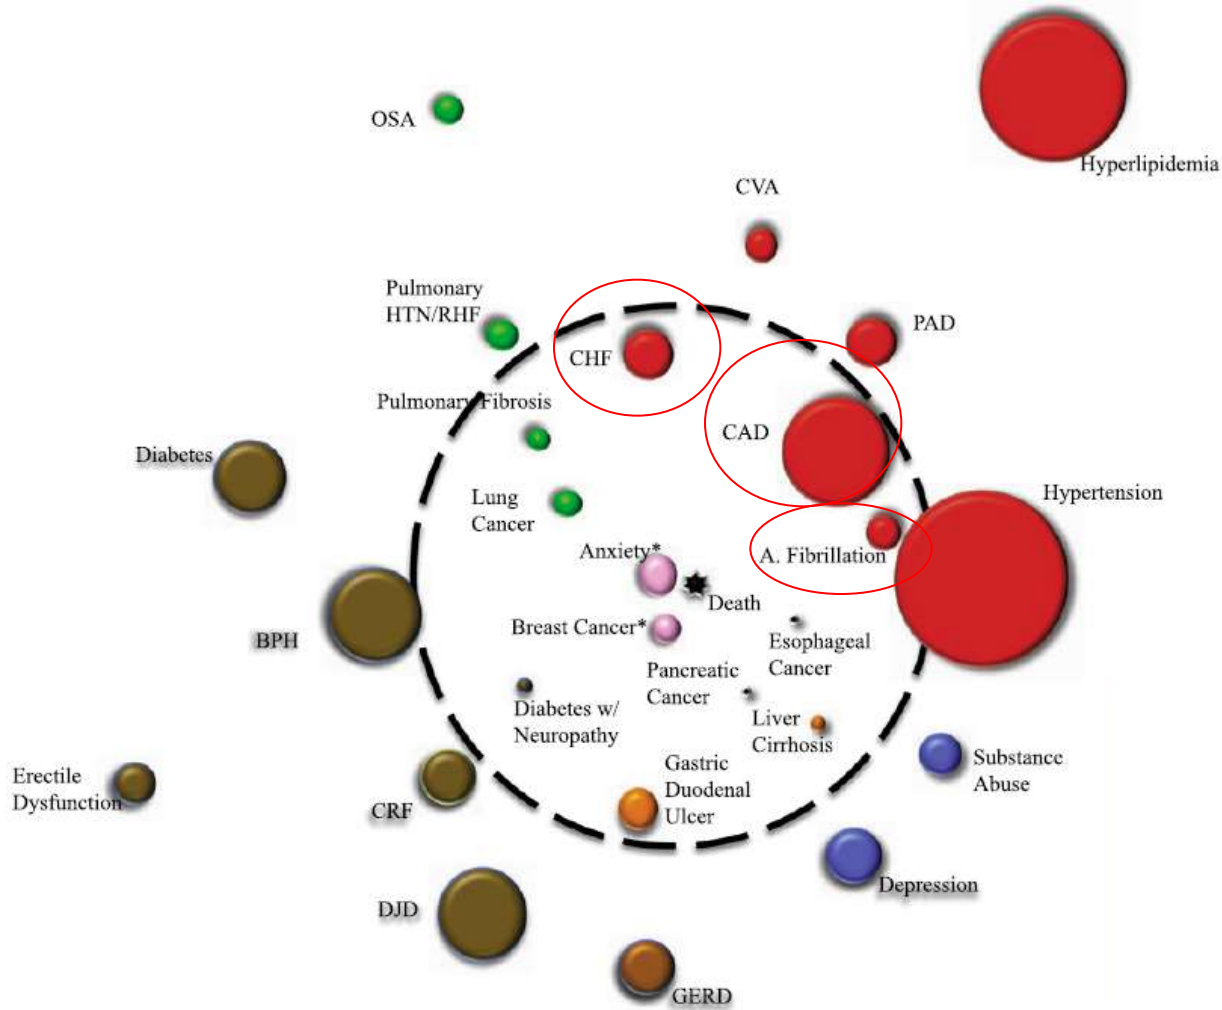 OSA
Hyperlipidemia
CVA
Pulmonary
HTN/RHF
PAD
CHF
Pulmonary Fibrosis
CAD
Diabetes
Hypertension
Lung
Cancer
Anxiety*
A. Fibrillation
Death
Breast Cancer*
BPH
Esophageal
Cancer
Pancreatic
Cancer
Diabetes w/
Neuropathy
Liver
Cirrhosis
Substance
Abuse
Gastric
Duodenal
Ulcer
Erectile
Dysfunction
CRF
Depression
DJD
GERD